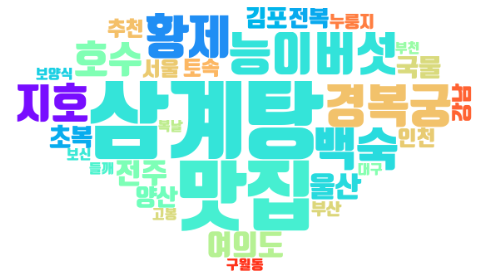 김포 전복 누룽지
추천 황제 능이버섯 부천
호수 서울 토속 국물
보양식
지호 삼계탕 경복궁 강남
초복 복날 백숙 인천
보신
들깨 전주 맛집 울산 대구
양산 부산
고봉
여의도
구월동